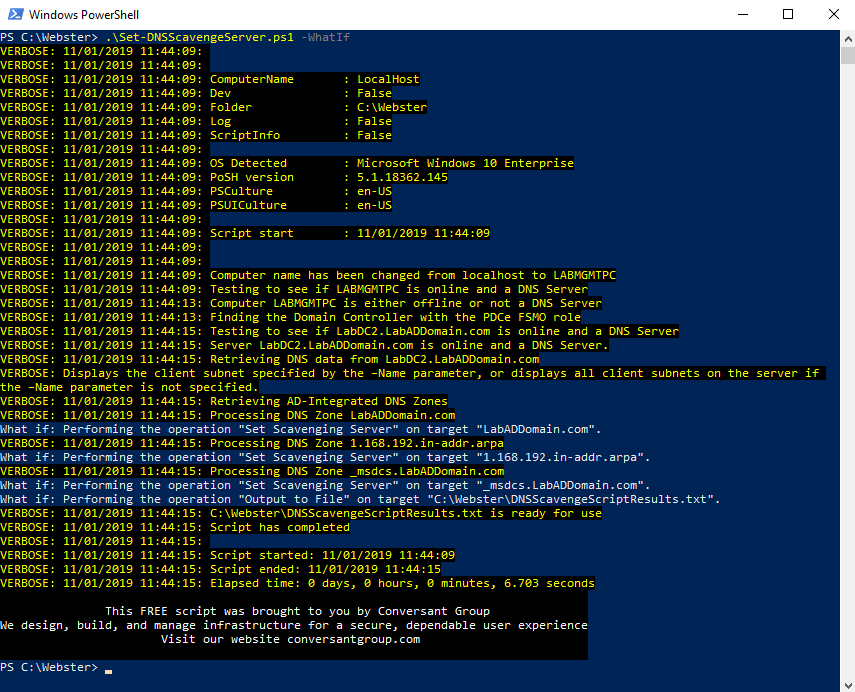 Windows PowerShell
PS C:\Webster> .\Set-DNSScavengeServer.ps1 -WhatIf
VERBOSE: 11/01/2019 11:44:09:
VERBOSE: 11/01/2019 11:44:09:
VERBOSE: 11/01/2019 11:44:09: ComputerName       : LocalHost
VERBOSE: 11/01/2019 11:44:09: Dev                : False
VERBOSE: 11/01/2019 11:44:09: Folder             : C:\Webster
VERBOSE: 11/01/2019 11:44:09: Log                : False
VERBOSE: 11/01/2019 11:44:09: ScriptInfo         : False
VERBOSE: 11/01/2019 11:44:09:
VERBOSE: 11/01/2019 11:44:09: OS Detected        : Microsoft Windows 10 Enterprise
VERBOSE: 11/01/2019 11:44:09: PoSH version       : 5.1.18362.145
VERBOSE: 11/01/2019 11:44:09: PSCulture          : en-US
VERBOSE: 11/01/2019 11:44:09: PSUICulture        : en-US
VERBOSE: 11/01/2019 11:44:09:
VERBOSE: 11/01/2019 11:44:09: Script start       : 11/01/2019 11:44:09
VERBOSE: 11/01/2019 11:44:09:
VERBOSE: 11/01/2019 11:44:09:
VERBOSE: 11/01/2019 11:44:09: Computer name has been changed from localhost to LABMGMTPC
VERBOSE: 11/01/2019 11:44:09: Testing to see if LABMGMTPC is online and a DNS Server
VERBOSE: 11/01/2019 11:44:13: Computer LABMGMTPC is either offline or not a DNS Server
VERBOSE: 11/01/2019 11:44:13: Finding the Domain Controller with the PDCe FSMO role
VERBOSE: 11/01/2019 11:44:15: Testing to see if LabDC2.LabADDomain.com is online and a DNS Server
VERBOSE: 11/01/2019 11:44:15: Server LabDC2.LabADDomain.com is online and a DNS Server.
VERBOSE: 11/01/2019 11:44:15: Retrieving DNS data from LabDC2.LabADDomain.com
VERBOSE: Displays the client subnet specified by the -Name parameter, or displays all client subnets on the server if
the -Name parameter is not specified.
VERBOSE: 11/01/2019 11:44:15: Retrieving AD-Integrated DNS Zones
VERBOSE: 11/01/2019 11:44:15: Processing DNS Zone LabADDomain.com
What if: Performing the operation "Set Scavenging Server" on target "LabADDomain.com".
VERBOSE: 11/01/2019 11:44:15: Processing DNS Zone 1.168.192.in-addr.arpa
What if: Performing the operation "Set Scavenging Server" on target "1.168.192.in-addr.arpa".
VERBOSE: 11/01/2019 11:44:15: Processing DNS Zone _msdcs.LabADDomain.com
What if: Performing the operation "Set Scavenging Server" on target "_msdcs.LabADDomain.com".
What if: Performing the operation "Output to File" on target "C:\Webster\DNSScavengeScriptResults.txt".
VERBOSE: 11/01/2019 11:44:15: C:\Webster\DNSScavengeScriptResults.txt is ready for use
VERBOSE: 11/01/2019 11:44:15: Script has completed
VERBOSE: 11/01/2019 11:44:15:
VERBOSE: 11/01/2019 11:44:15: Script started: 11/01/2019 11:44:09
VERBOSE: 11/01/2019 11:44:15: Script ended: 11/01/2019 11:44:15
VERBOSE: 11/01/2019 11:44:15: Elapsed time: 0 days, 0 hours, 0 minutes, 6.703 seconds
This FREE script was brought to you by Conversant Group
We design, build, and manage infrastructure for a secure, dependable user experience
Visit our website conversantgroup.com
PS C:\Webster>